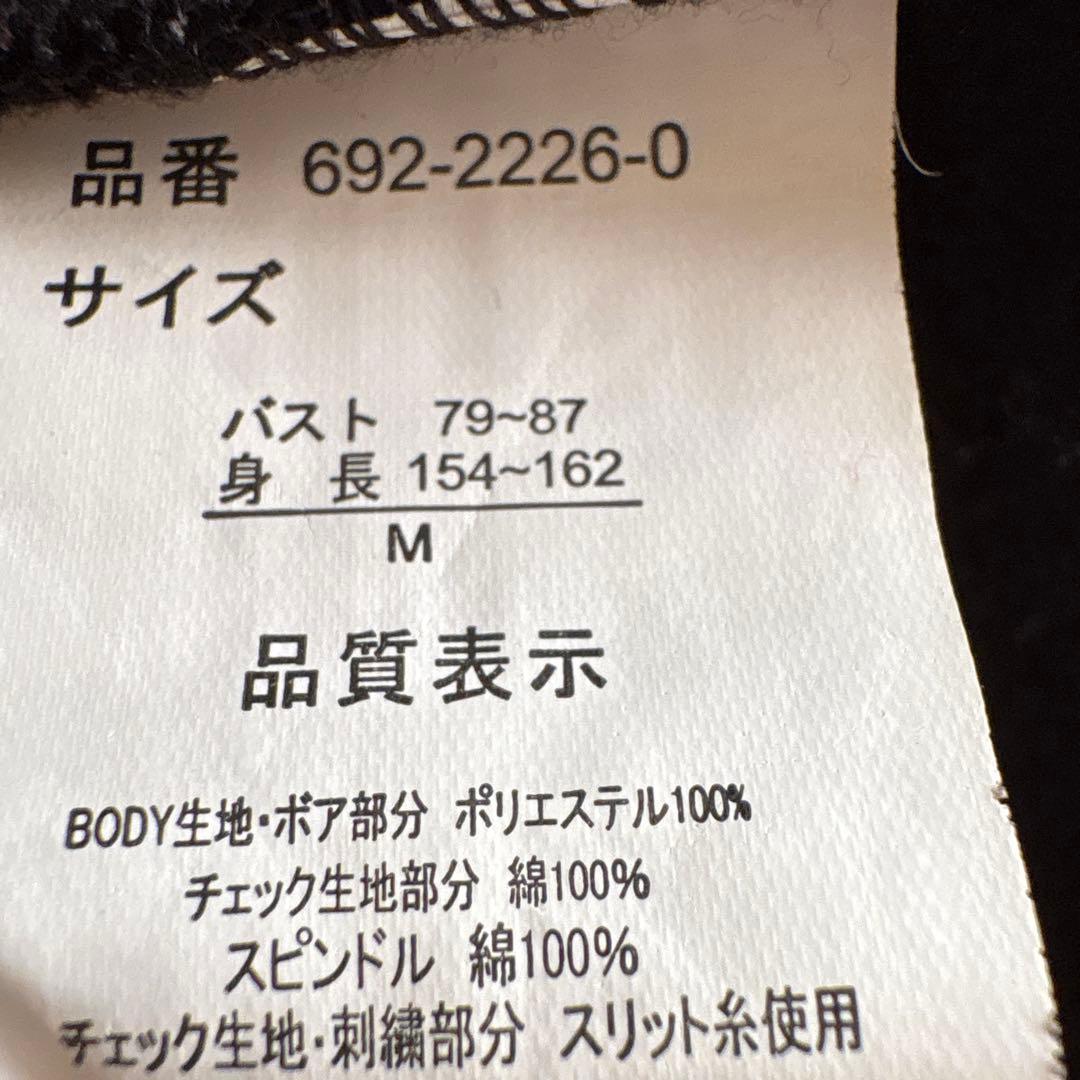 品番 692-2226-0
サイズ
バスト 79~87
身 長 154~162
M
品質表示
BODY生地・ボア部分 ポリエステル100%
チェック生地部分 綿100%
スピンドル 綿100%
チェック生地・刺繍部分 スリット糸使用